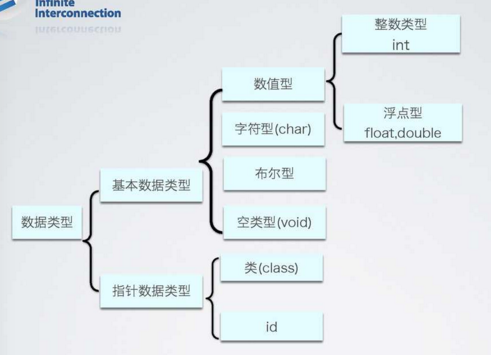 Infinite
Interconnection
整数类型
int
数值型
浮点型
float,double
字符型(char)
布尔型
基本数据类型
空类型(void)
数据类型
类(class)
指针数据类型
id